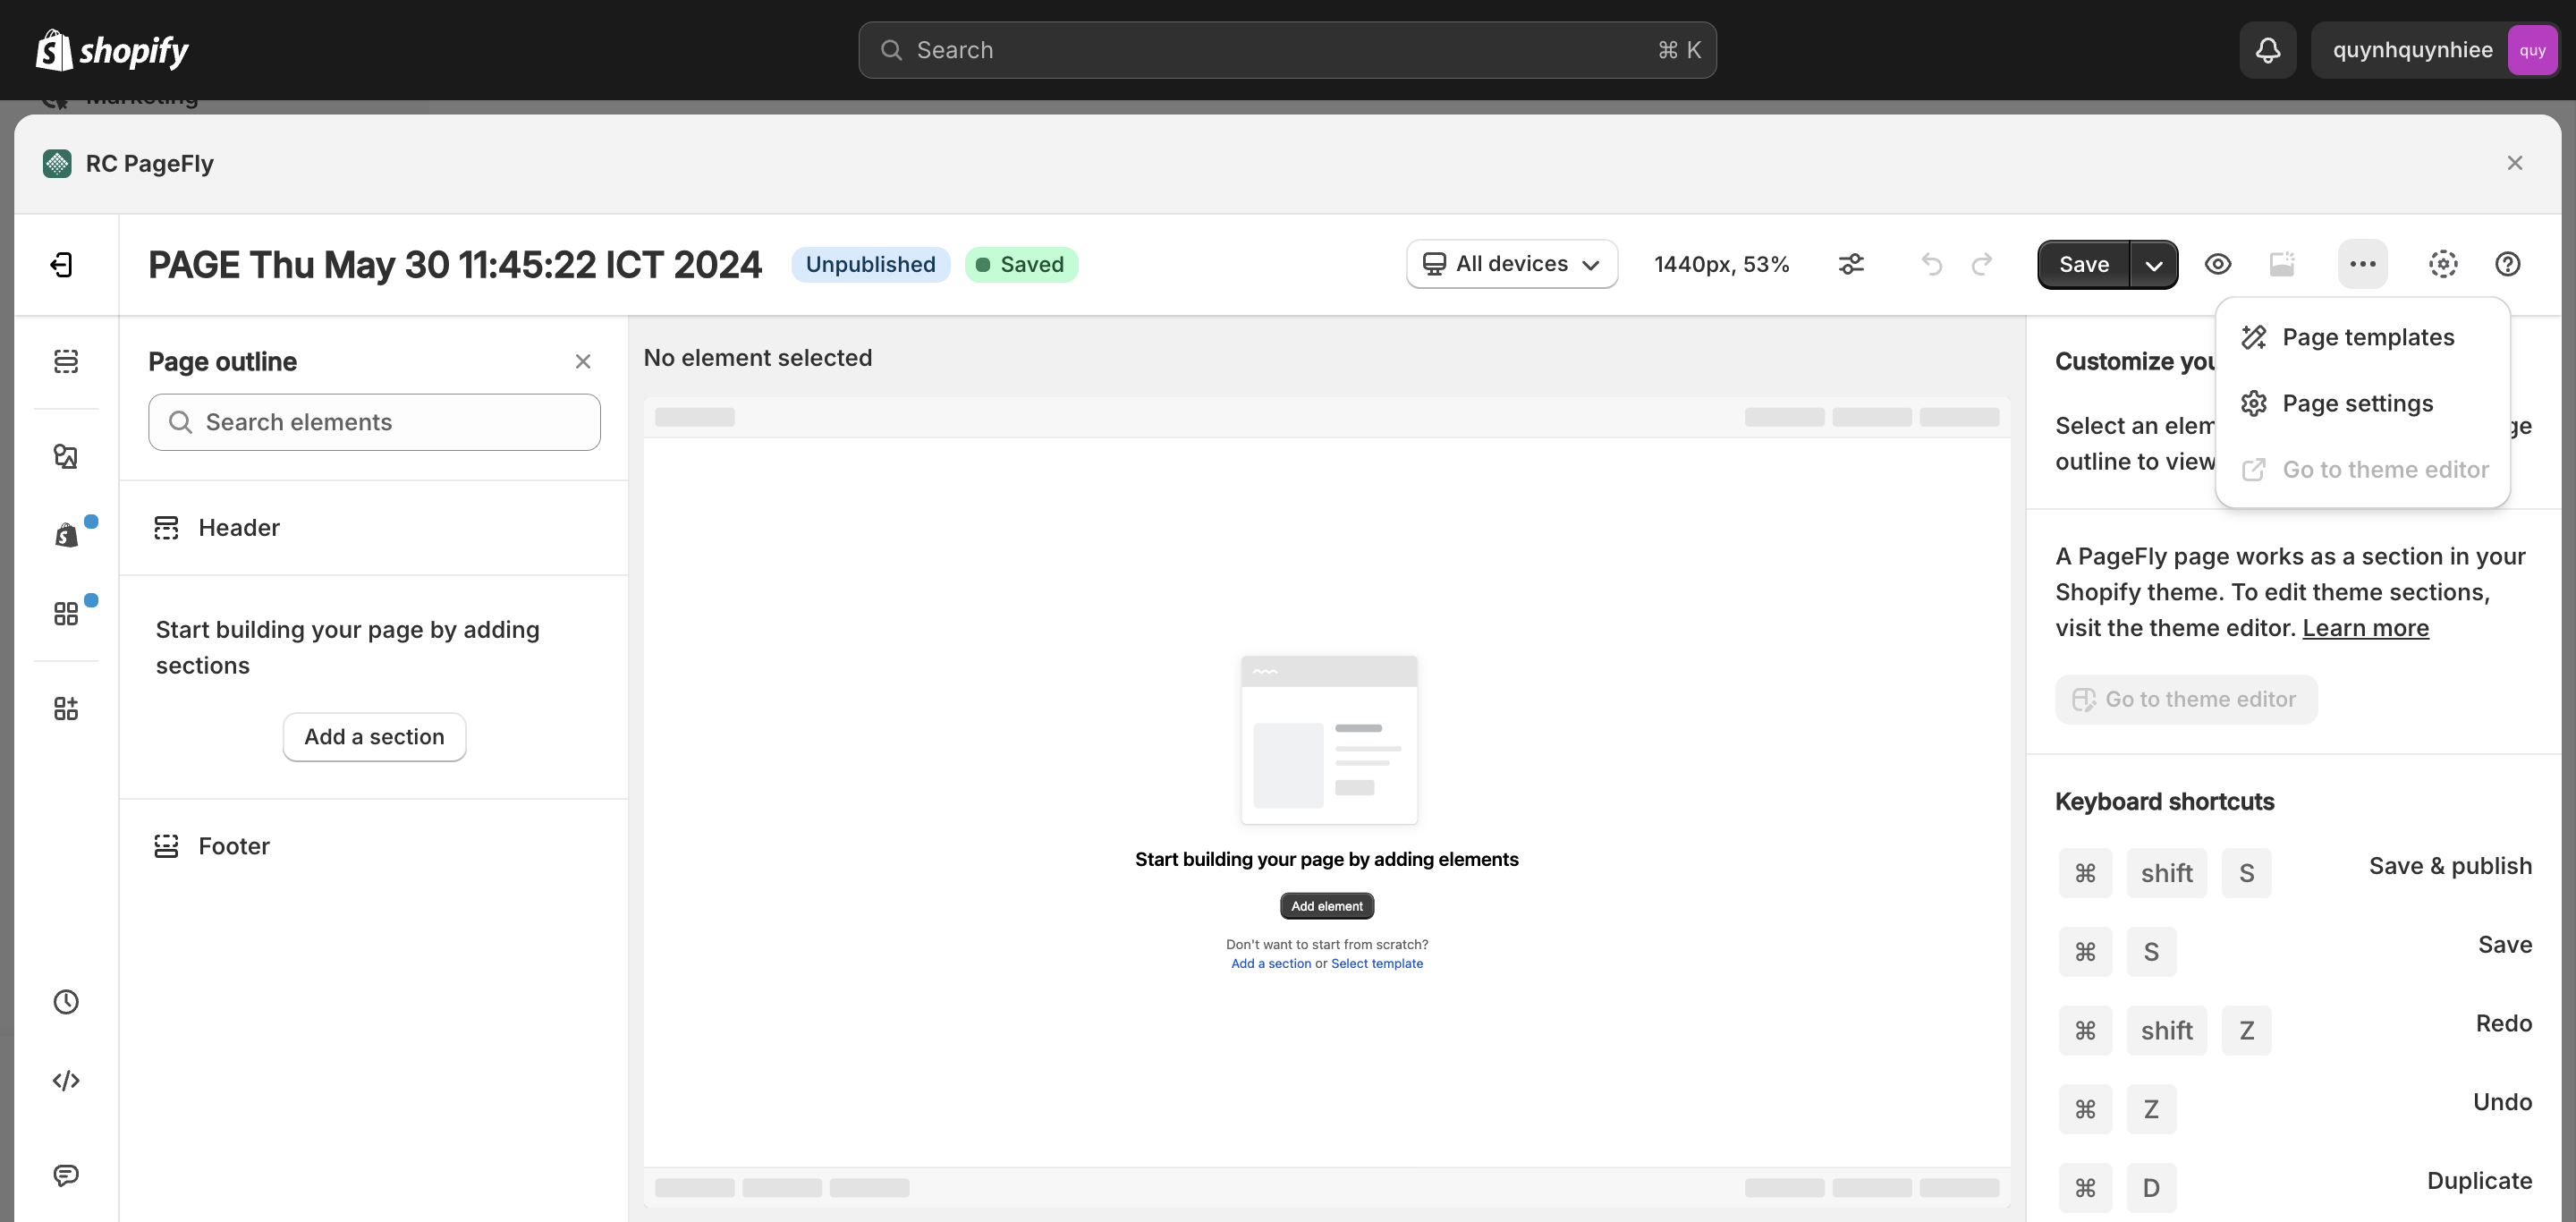 shopify
Search
⌘ K
quynhquynhiee
quy
Marketing
RC PageFly
PAGE Thu May 30 11:45:22 ICT 2024
Unpublished
Saved
All devices
1440px, 53%
Save
Page outline
Search elements
Header
Start building your page by adding
sections
Add a section
Footer
No element selected
Start building your page by adding elements
Add element
Don't want to start from scratch?
Add a section or Select template
Page templates
Page settings
Go to theme editor
Customize you
Select an elem
ge
outline to view
A PageFly page works as a section in your
Shopify theme. To edit theme sections,
visit the theme editor. Learn more
Go to theme editor
Keyboard shortcuts
⌘ shift S Save & publish
⌘ S Save
⌘ shift Z Redo
⌘ Z Undo
⌘ D Duplicate